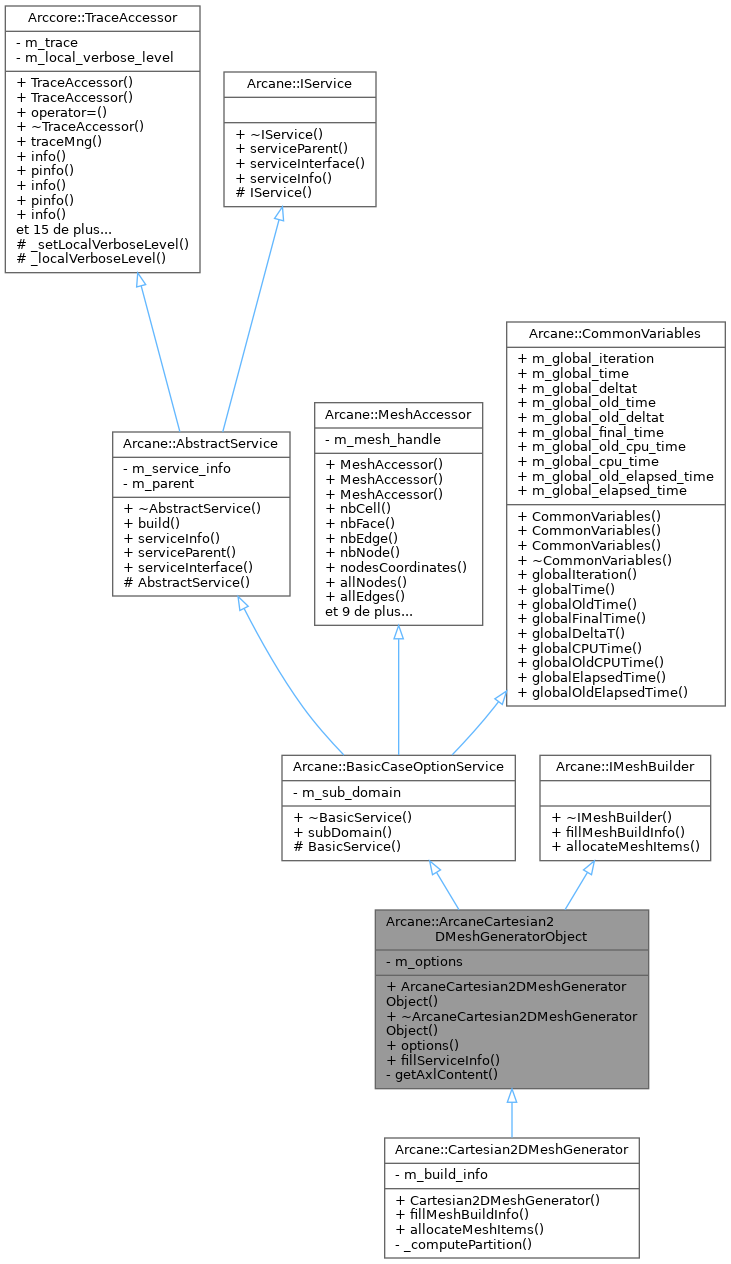 Arccore::TraceAccessor
- m_trace
- m_local_verbose_level
+ TraceAccessor()
+ TraceAccessor()
+ operator=()
+ ~TraceAccessor()
+ traceMng()
+ info()
+ pinfo()
+ info()
+ pinfo()
+ info()
et 15 de plus...
# _setLocalVerboseLevel()
# _localVerboseLevel()
Arcane::IService
+ ~IService()
+ serviceParent()
+ serviceInterface()
+ serviceInfo()
# IService()
Arcane::CommonVariables
+ m_global_iteration
+ m_global_time
+ m_global_deltat
+ m_global_old_time
+ m_global_old_deltat
+ m_global_final_time
+ m_global_old_cpu_time
+ m_global_cpu_time
+ m_global_old_elapsed_time
+ m_global_elapsed_time
+ CommonVariables()
+ CommonVariables()
+ CommonVariables()
+ ~CommonVariables()
+ globalIteration()
+ globalTime()
+ globalOldTime()
+ globalFinalTime()
+ globalDeltaT()
+ globalCPUTime()
+ globalOldCPUTime()
+ globalElapsedTime()
+ globalOldElapsedTime()
Arcane::MeshAccessor
- m_mesh_handle
+ MeshAccessor()
+ MeshAccessor()
+ MeshAccessor()
+ nbCell()
+ nbFace()
+ nbEdge()
+ nbNode()
+ nodesCoordinates()
+ allNodes()
+ allEdges()
et 9 de plus...
Arcane::AbstractService
- m_service_info
- m_parent
+ ~AbstractService()
+ build()
+ serviceInfo()
+ serviceParent()
+ serviceInterface()
# AbstractService()
Arcane::BasicCaseOptionService
- m_sub_domain
+ ~BasicService()
+ subDomain()
# BasicService()
Arcane::IMeshBuilder
+ ~IMeshBuilder()
+ fillMeshBuildInfo()
+ allocateMeshItems()
Arcane::ArcaneCartesian2
DMeshGeneratorObject
- m_options
+ ArcaneCartesian2DMeshGenerator
Object()
+ ~ArcaneCartesian2DMeshGenerator
Object()
+ options()
+ fillServiceInfo()
- getAxlContent()
Arcane::Cartesian2DMeshGenerator
- m_build_info
+ Cartesian2DMeshGenerator()
+ fillMeshBuildInfo()
+ allocateMeshItems()
- _computePartition()